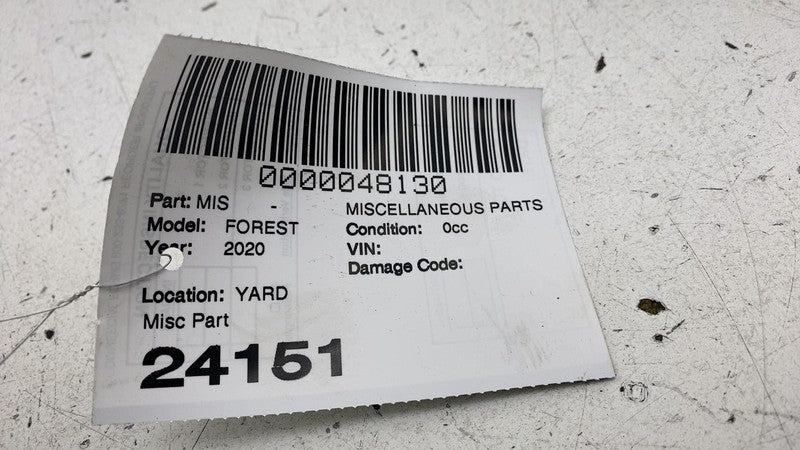 0000048130
Part: MIS - MISCELLANEOUS PARTS
Model: FOREST Condition: 0cc
Year: 2020 VIN:
Damage Code:
Location: YARD
Misc Part
24151